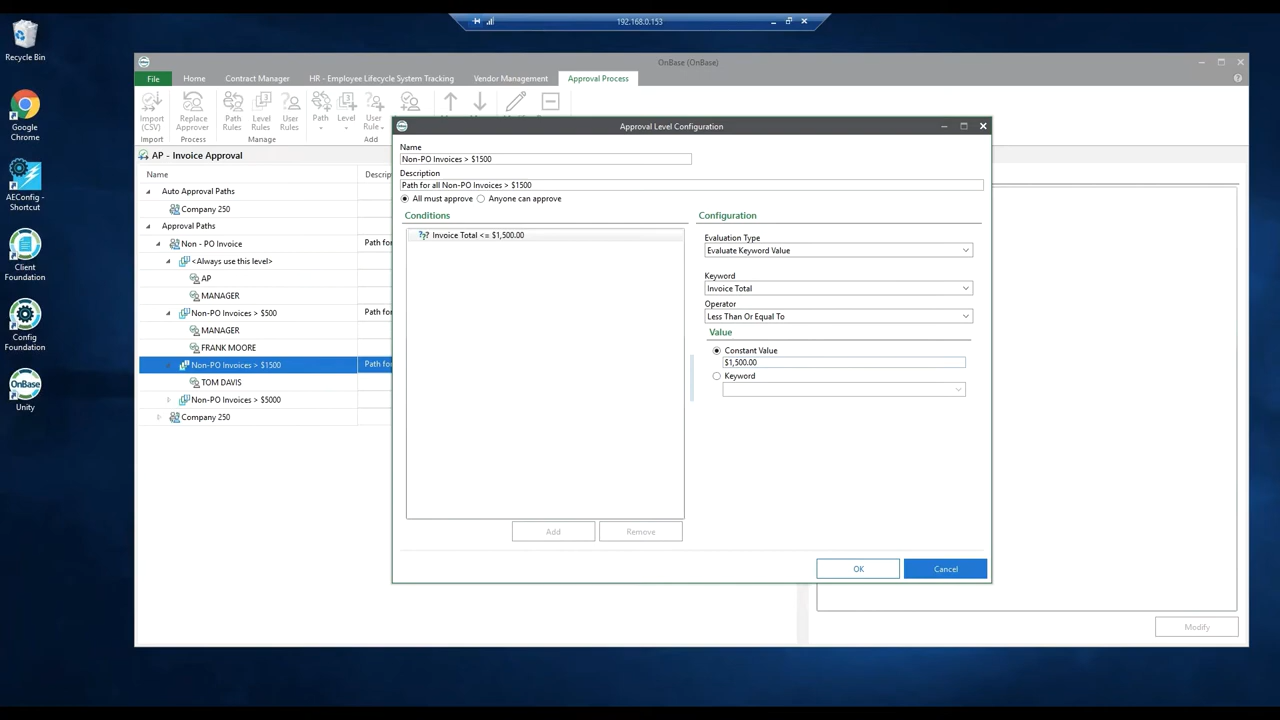 192.168.0.153
Recycle Bin
Google
Chrome
AEConfig -
Shortcut
Client
Foundation
Config
Foundation
OnBase
Unity
OnBase (OnBase)
File
Home
Contract Manager
HR - Employee Lifecycle System Tracking
Vendor Management
Approval Process
Import
(CSV)
Replace
Approver
Path
Rules
Level
Rules
User
Rules
Path
Level
User
Rule
Import
Process
Manage
Add
AP - Invoice Approval
Name
Descrip
Auto Approval Paths
Company 250
Approval Paths
Non - PO Invoice
Path for
<Always use this level>
AP
MANAGER
Non-PO Invoices > $500
Path for
MANAGER
FRANK MOORE
Non-PO Invoices > $1500
Path for
TOM DAVIS
Non-PO Invoices > $5000
Company 250
Approval Level Configuration
Name
Non-PO Invoices > $1500
Description
Path for all Non-PO Invoices > $1500
All must approve
Anyone can approve
Conditions
Invoice Total <= $1,500.00
Add
Remove
Configuration
Evaluation Type
Evaluate Keyword Value
Keyword
Invoice Total
Operator
Less Than Or Equal To
Value
Constant Value
$1,500.00
Keyword
OK
Cancel
Modify